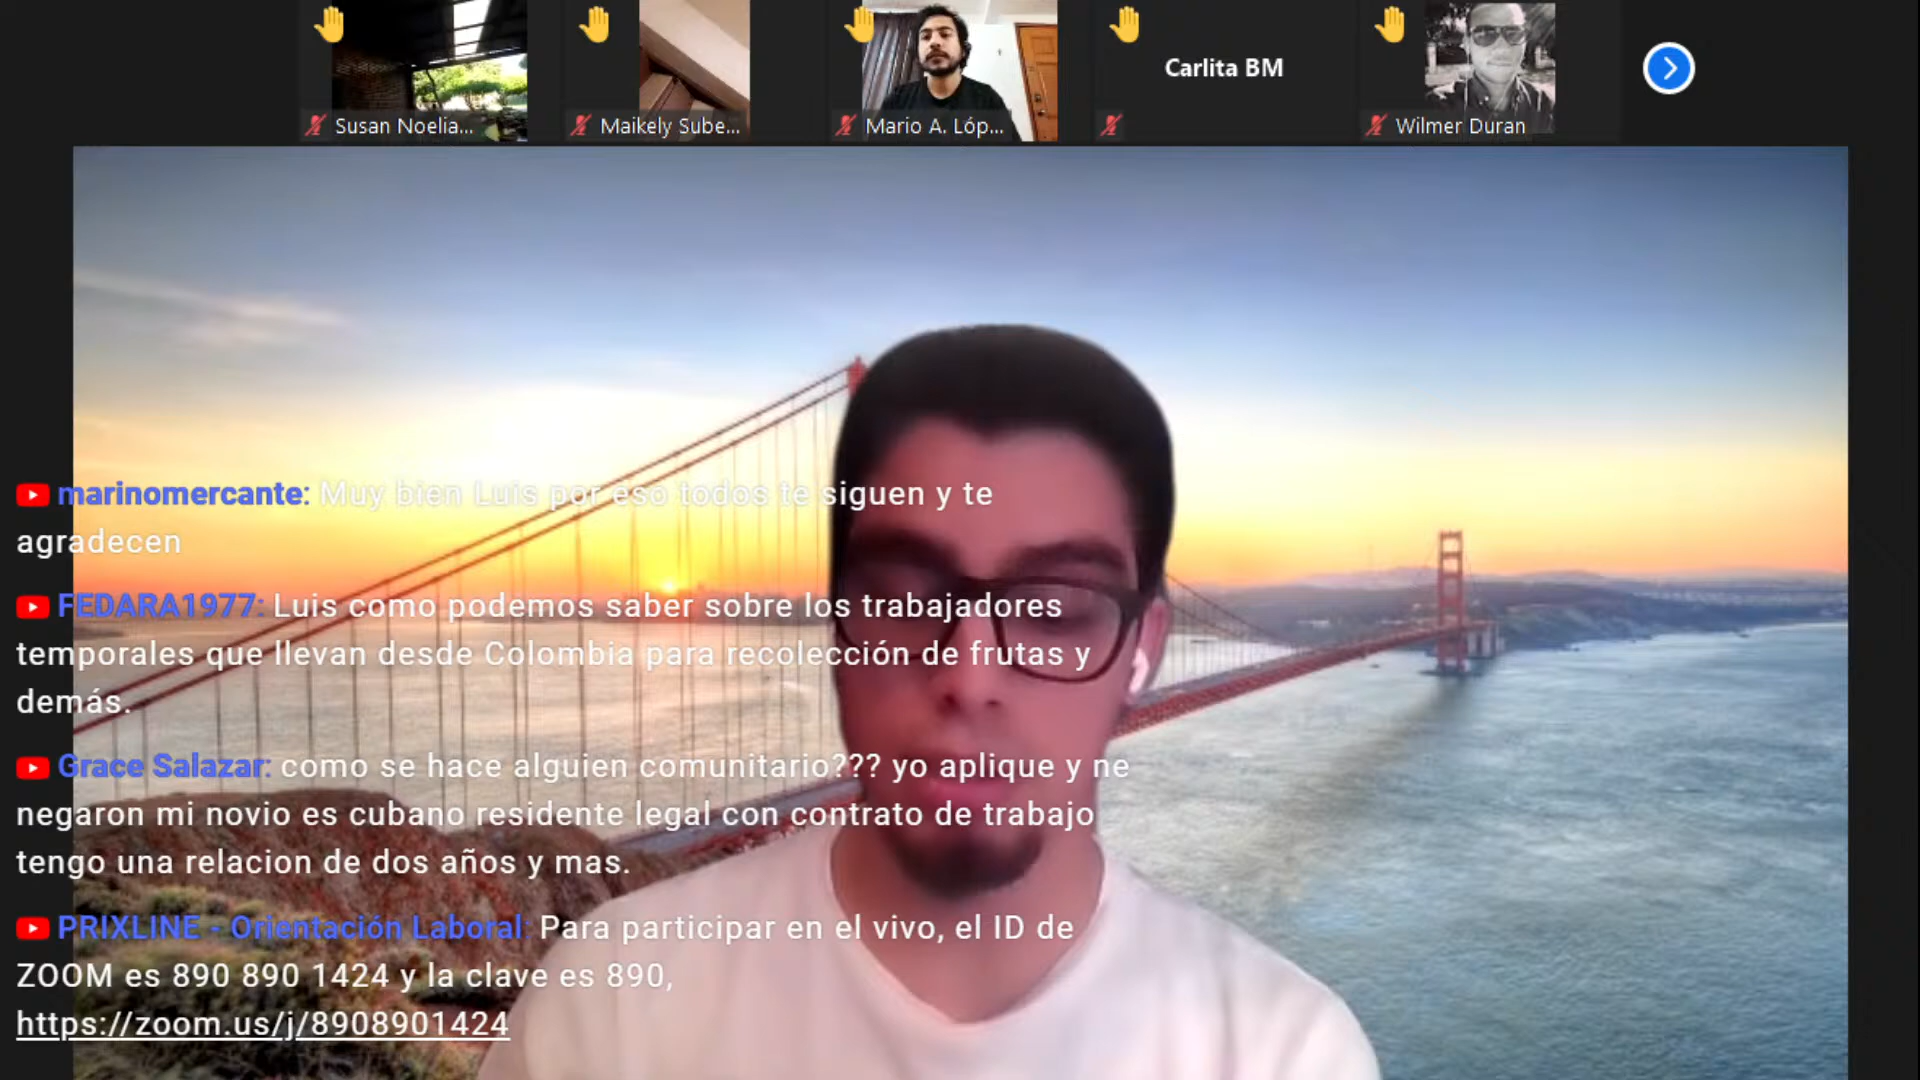 Susan Noelia...
Maikely Sube...
Mario A. Lóp...
Carlita BM
Wilmer Duran
marinomercante: Muy bien Luis por eso todos te siguen y te
agradecen
FEDARA1977: Luis como podemos saber sobre los trabajadores
temporales que llevan desde Colombia para recolección de frutas y
demás.
Grace Salazar: como se hace alguien comunitario??? yo aplique y ne
negaron mi novio es cubano residente legal con contrato de trabajo
tengo una relacion de dos años y mas.
PRIXLINE - Orientación Laboral: Para participar en el vivo, el ID de
ZOOM es 890 890 1424 y la clave es 890,
https://zoom.us/j/8908901424